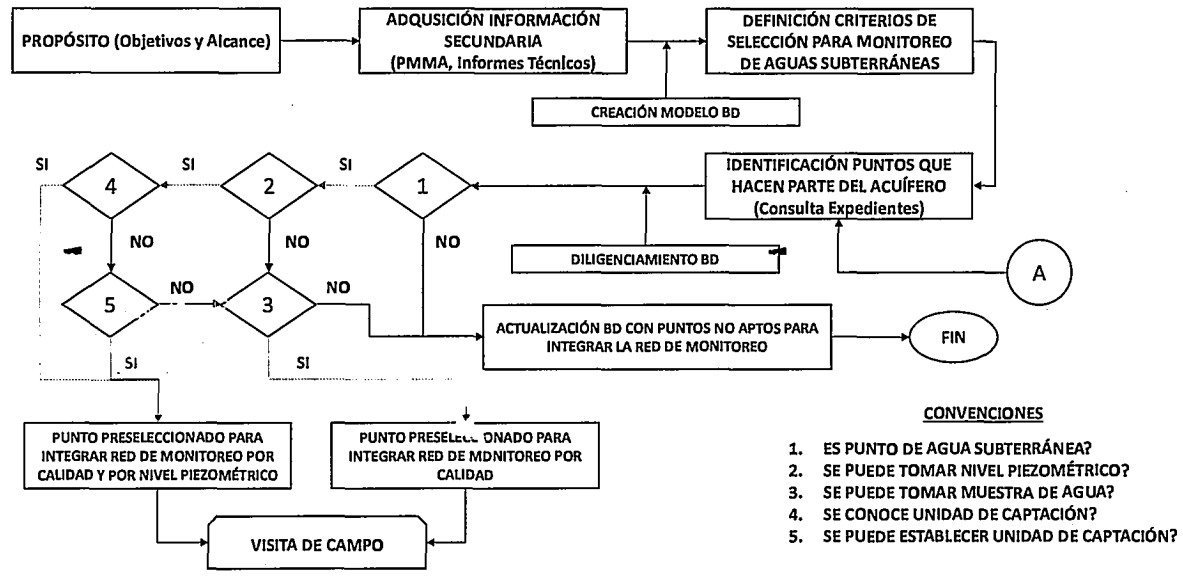 PROPÓSITO (Objetivos y Alcance)
ADQUSICIÓN INFORMACIÓN
SECUNDARIA
(PMMA, Informes Técnicos)
DEFINICIÓN CRITERIOS DE
SELECCIÓN PARA MONITOREO
DE AGUAS SUBTERRÁNEAS
CREACIÓN MODELO BD
SI
4
SI
2
SI
1
IDENTIFICACIÓN PUNTOS QUE
HACEN PARTE DEL ACUÍFERO
(Consulta Expedientes)
NO
NO
NO
DILIGENCIAMIENTO BD
A
5
NO
3
NO
ACTUALIZACIÓN BD CON PUNTOS NO APTOS PARA
INTEGRAR LA RED DE MONITOREO
FIN
SI
SI
PUNTO PRESELECCIONADO PARA
INTEGRAR RED DE MONITOREO POR
CALIDAD Y POR NIVEL PIEZOMÉTRICO
PUNTO PRESELECCIONADO PARA
INTEGRAR RED DE MONITOREO POR
CALIDAD
VISITA DE CAMPO
CONVENCIONES
1. ES PUNTO DE AGUA SUBTERRÁNEA?
2. SE PUEDE TOMAR NIVEL PIEZOMÉTRICO?
3. SE PUEDE TOMAR MUESTRA DE AGUA?
4. SE CONOCE UNIDAD DE CAPTACIÓN?
5. SE PUEDE ESTABLECER UNIDAD DE CAPTACIÓN?